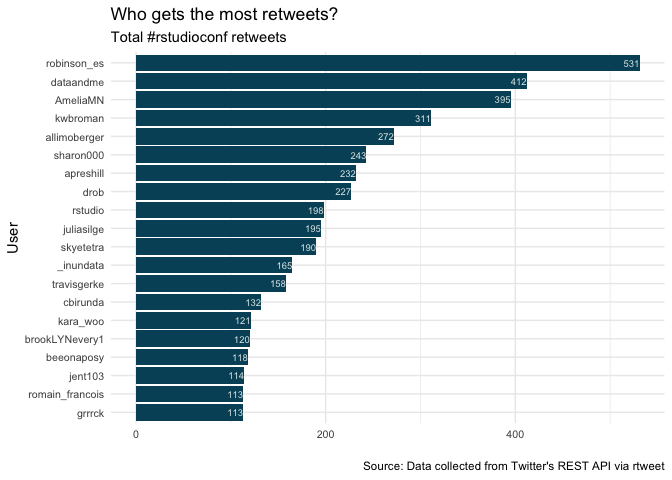 Who gets the most retweets?
Total #rstudioconf retweets
User
robinson_es 531
dataandme 412
AmeliaMN 395
kwbroman 311
allimoberger 272
sharon000 243
apreshill 232
drob 227
rstudio 198
juliasilge 195
skyetetra 190
_inundata 165
travisgerke 158
cbirunda 132
kara_woo 121
brookLYNevery1 120
beeonaposy 118
jent103 114
romain_francois 113
grrrck 113
0 200 400
Source: Data collected from Twitter's REST API via rtweet